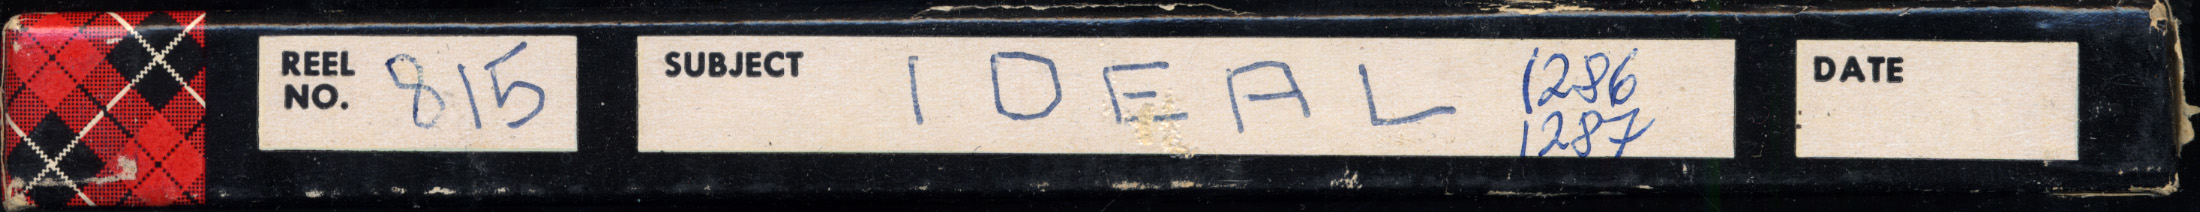 REEL NO. 815
SUBJECT IDEAL 1286 1287
DATE